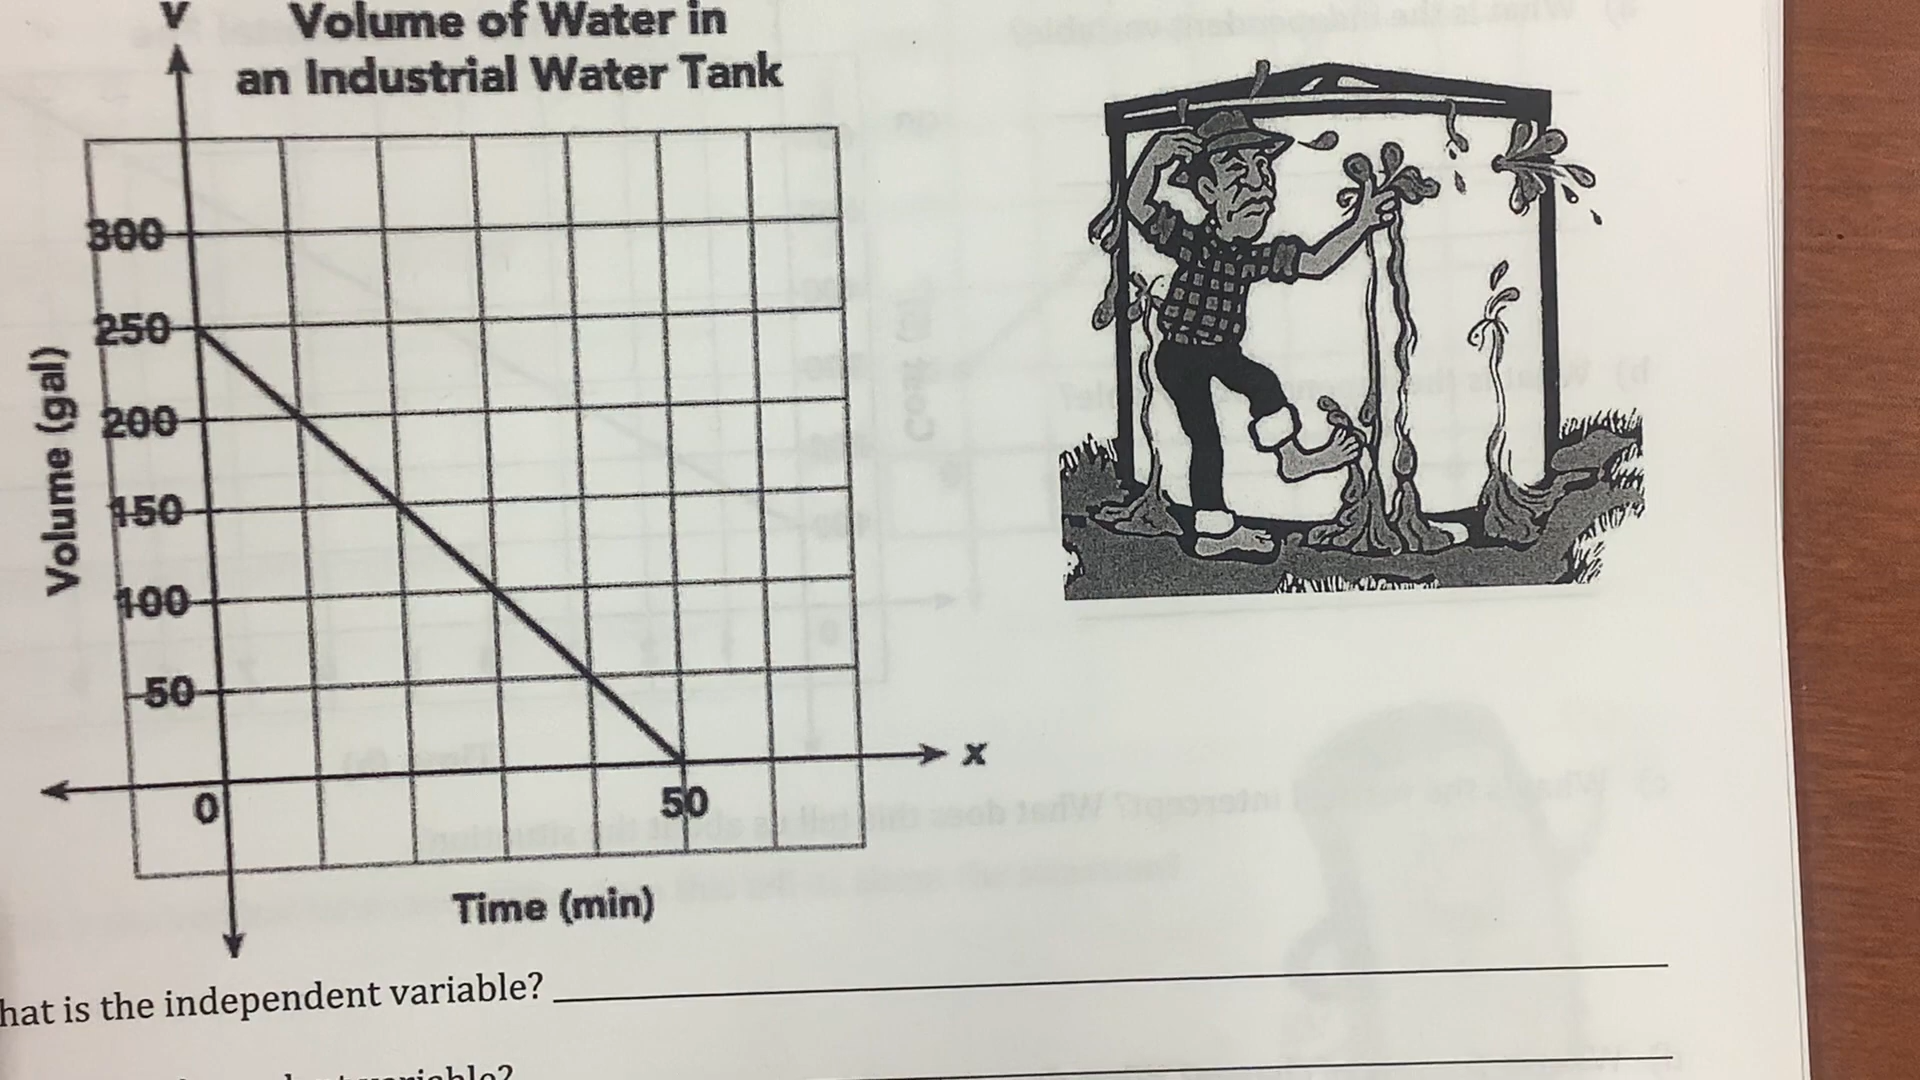 y
Volume of Water in
an Industrial Water Tank
300
250
200
150
100
50
Volume (gal)
0
50
x
Time (min)
hat is the independent variable?
variable?